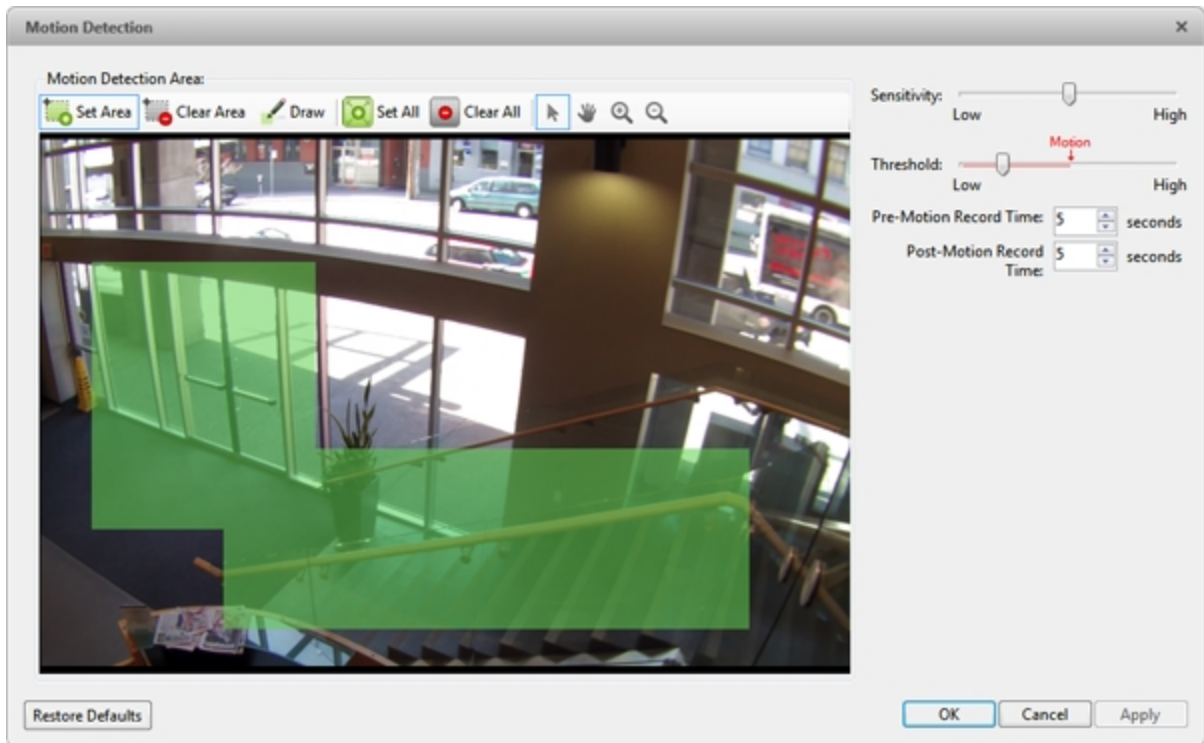 Motion Detection
Motion Detection Area:
Set Area Clear Area Draw Set All Clear All
Sensitivity:
Low High
Motion
Threshold:
Low High
Pre-Motion Record Time: 5 seconds
Post-Motion Record Time: 5 seconds
Restore Defaults OK Cancel Apply